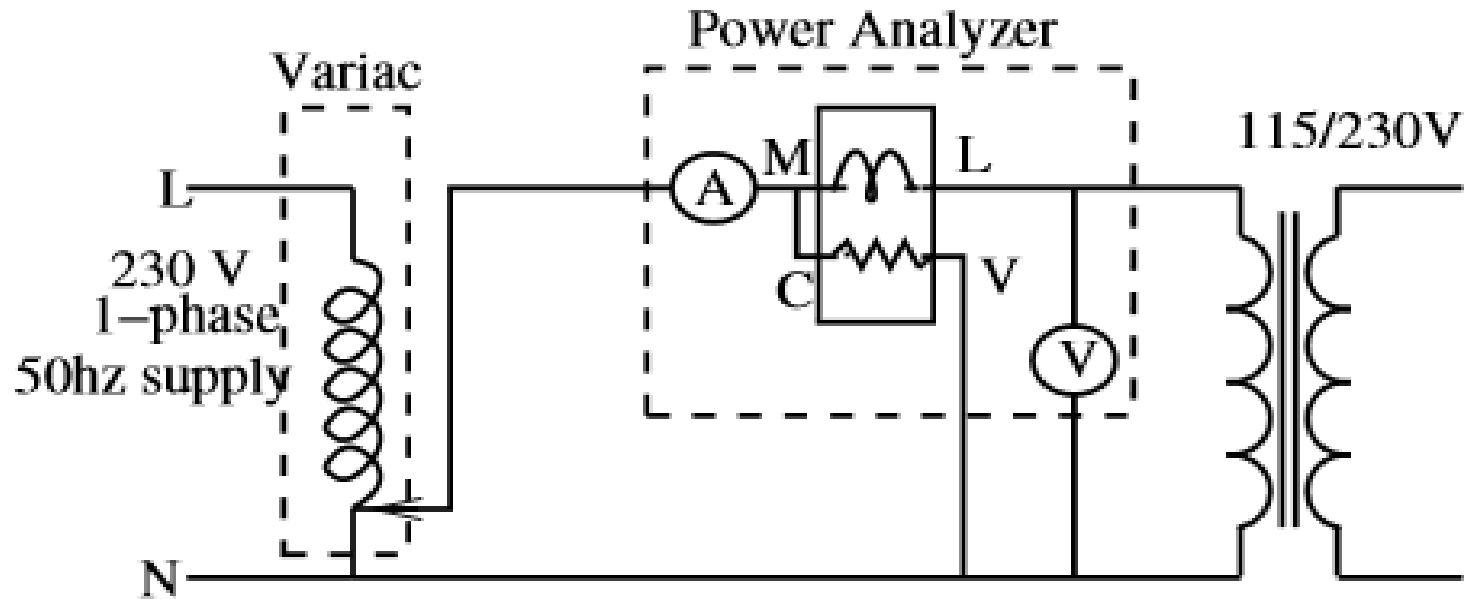 Power Analyzer
Variac
115/230V
M
L
A
L
230 V
1-phase
50hz supply
C
V
V
N